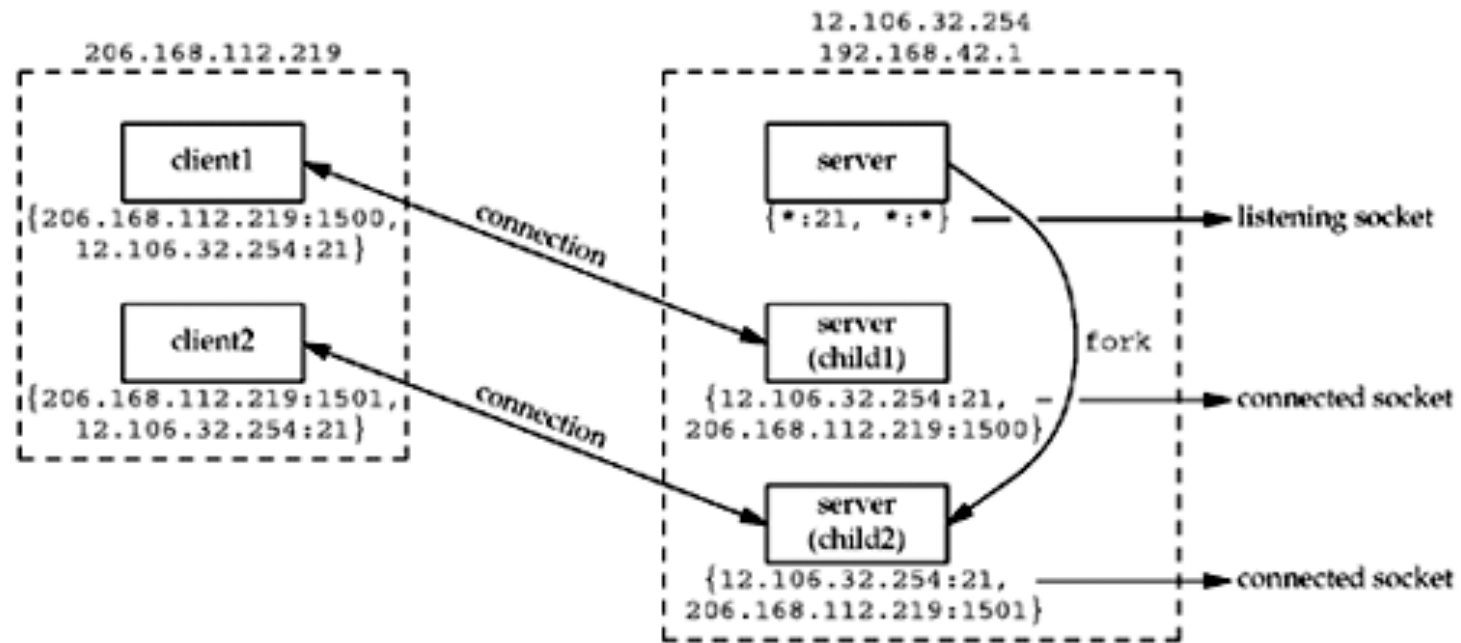 206.168.112.219
client1
{206.168.112.219:1500,
12.106.32.254:21}
client2
{206.168.112.219:1501,
12.106.32.254:21}
connection
connection
12.106.32.254
192.168.42.1
server
{*:21, *:*}
listening socket
fork
server
(child1)
{12.106.32.254:21,
206.168.112.219:1500}
connected socket
server
(child2)
{12.106.32.254:21,
206.168.112.219:1501}
connected socket